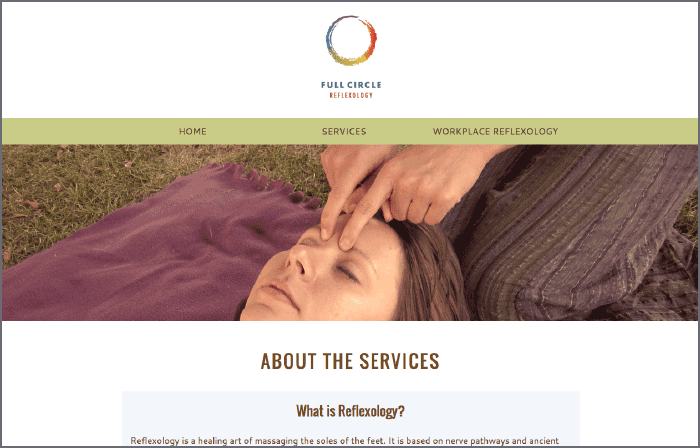 FULL CIRCLE
REFLEXOLOGY
HOME SERVICES WORKPLACE REFLEXOLOGY
ABOUT THE SERVICES
What is Reflexology?
Reflexology is a healing art of massaging the soles of the feet. It is based on nerve pathways and ancient